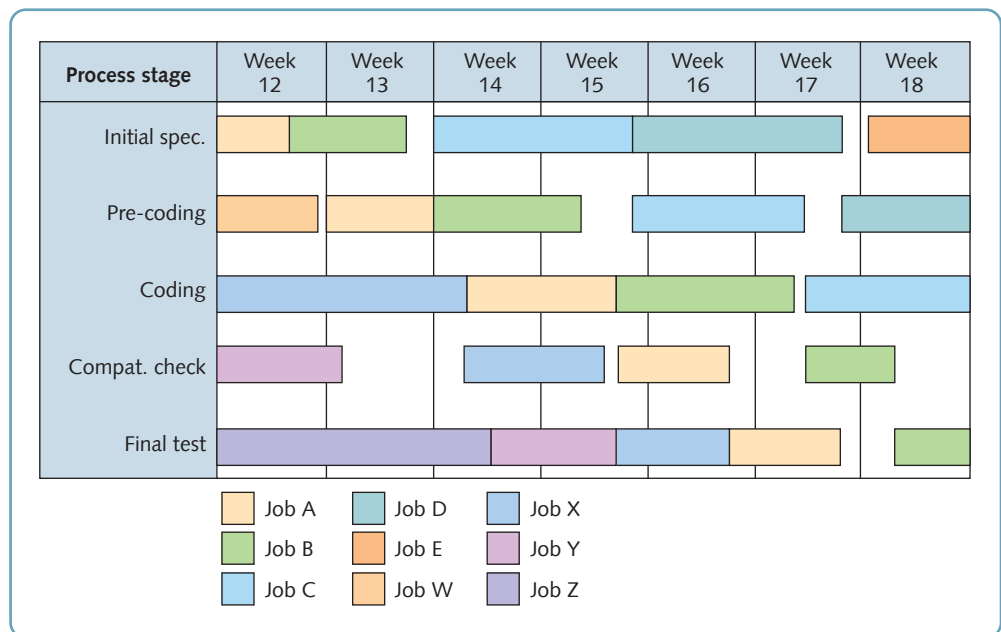 Process stage
Week 12
Week 13
Week 14
Week 15
Week 16
Week 17
Week 18
Initial spec.
Pre-coding
Coding
Compat. check
Final test
Job A
Job D
Job X
Job B
Job E
Job Y
Job C
Job W
Job Z